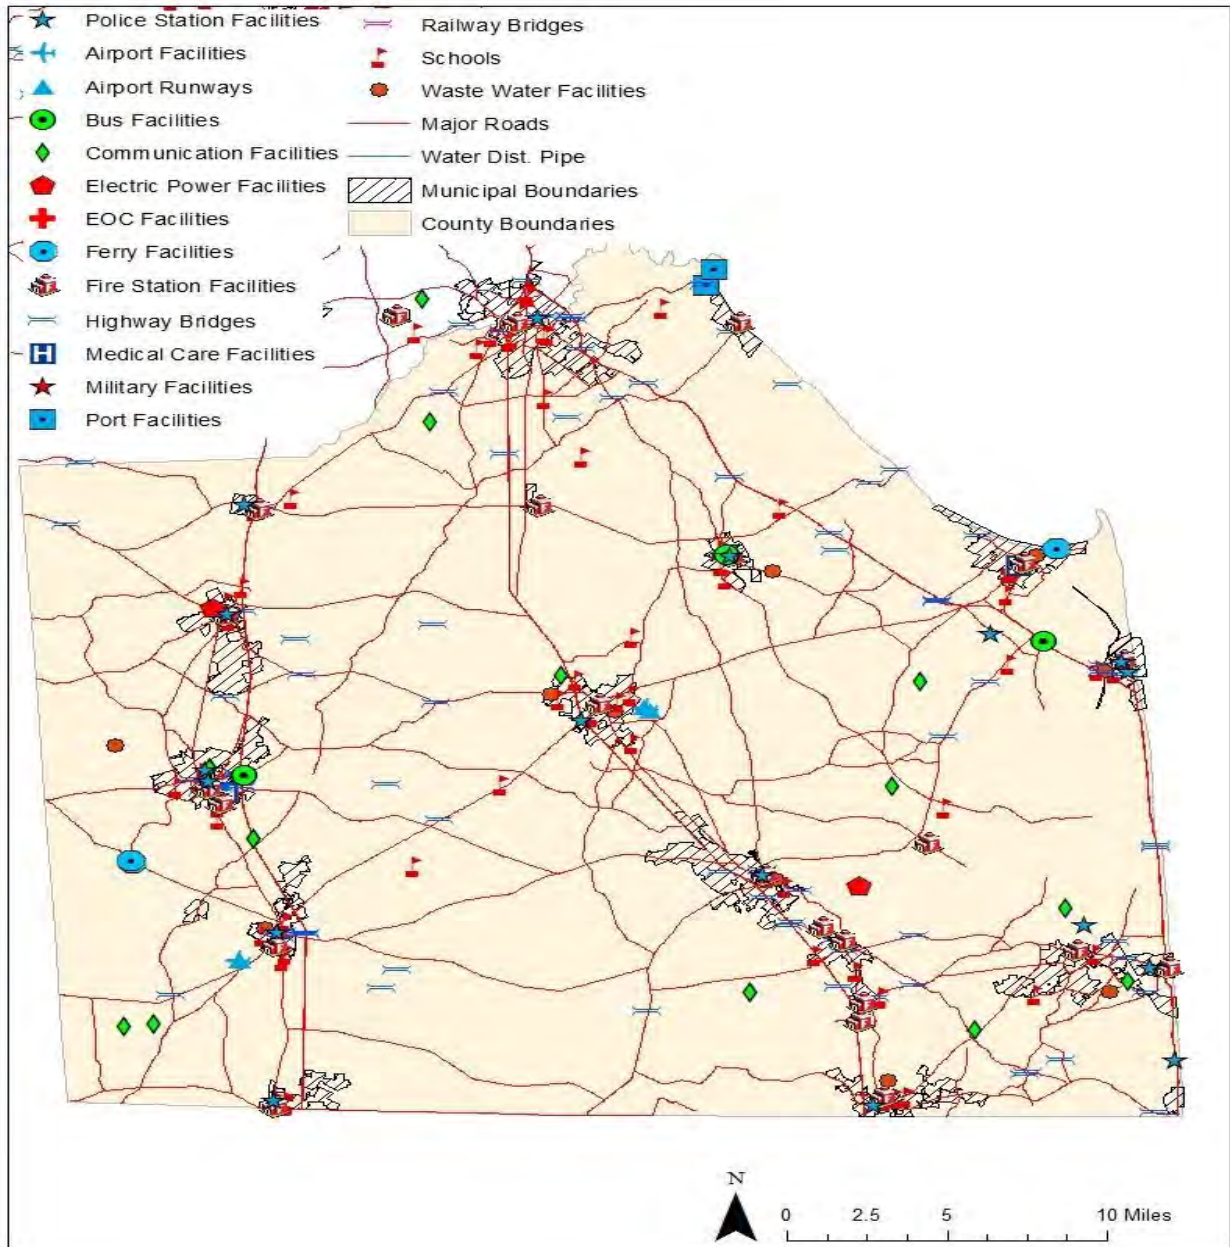 Police Station Facilities
Airport Facilities
Airport Runways
Bus Facilities
Communication Facilities
Electric Power Facilities
EOC Facilities
Ferry Facilities
Fire Station Facilities
Highway Bridges
H Medical Care Facilities
Military Facilities
Port Facilities
Railway Bridges
Schools
Waste Water Facilities
Major Roads
Water Dist. Pipe
Municipal Boundaries
County Boundaries
N
0 2.5 5 10 Miles